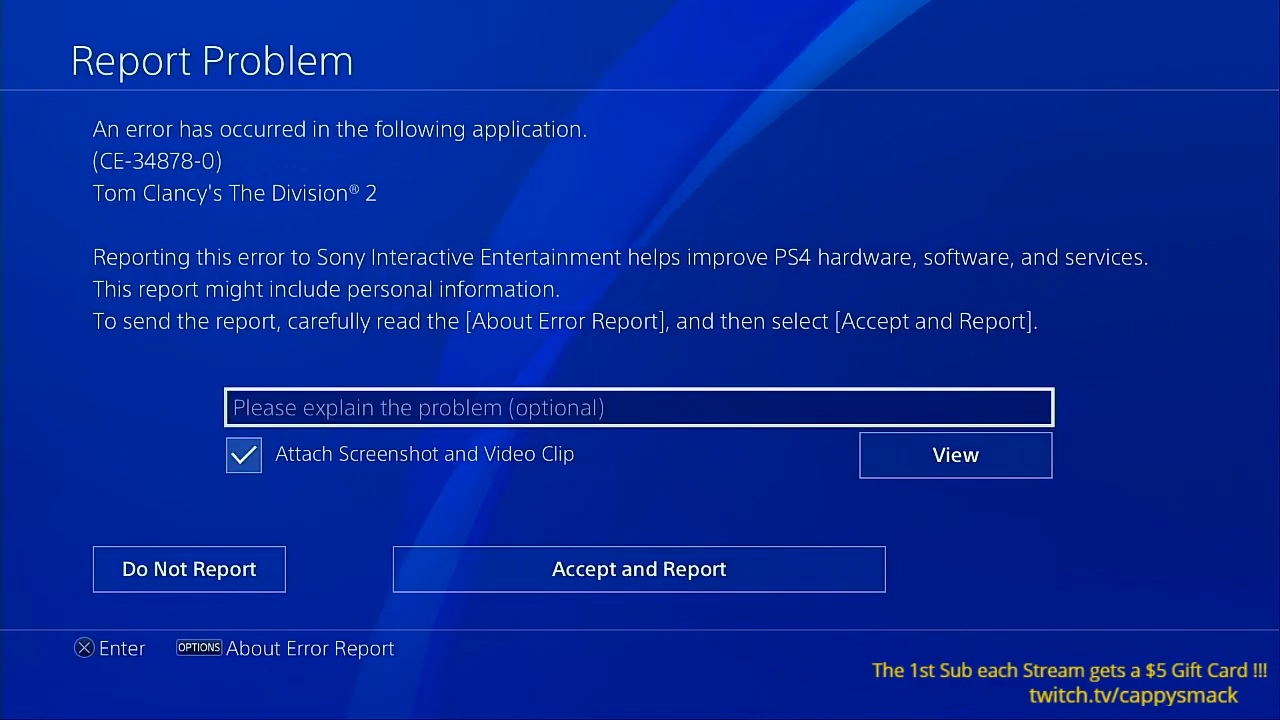 Report Problem
An error has occurred in the following application.
(CE-34878-0)
Tom Clancy's The Division® 2
Reporting this error to Sony Interactive Entertainment helps improve PS4 hardware, software, and services.
This report might include personal information.
To send the report, carefully read the [About Error Report], and then select [Accept and Report].
Please explain the problem (optional)
Attach Screenshot and Video Clip
View
Do Not Report
Accept and Report
Enter
OPTIONS About Error Report
The 1st Sub each Stream gets a $5 Gift Card !!!
twitch.tv/cappysmack